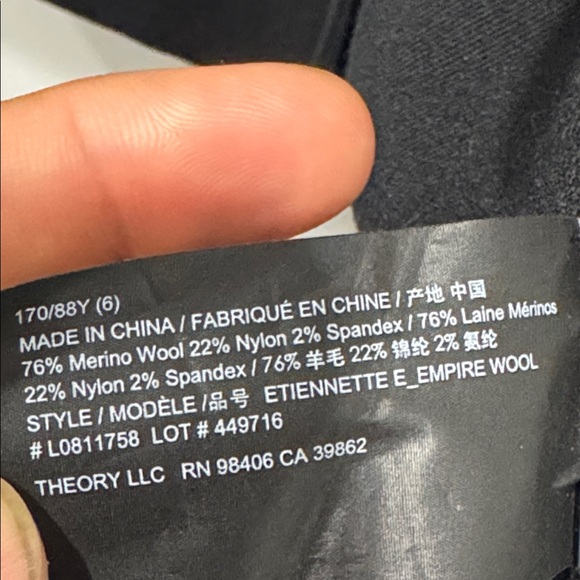 170/88Y (6)
MADE IN CHINA / FABRIQUÉ EN CHINE / 产地 中国
76% Merino Wool 22% Nylon 2% Spandex / 76% Laine Mérinos
22% Nylon 2% Spandex / 76% 羊毛 22% 锦纶 2% 氨纶
STYLE / MODÈLE /品号 ETIENNETTE E_EMPIRE WOOL
# L0811758 LOT # 449716
THEORY LLC RN 98406 CA 39862